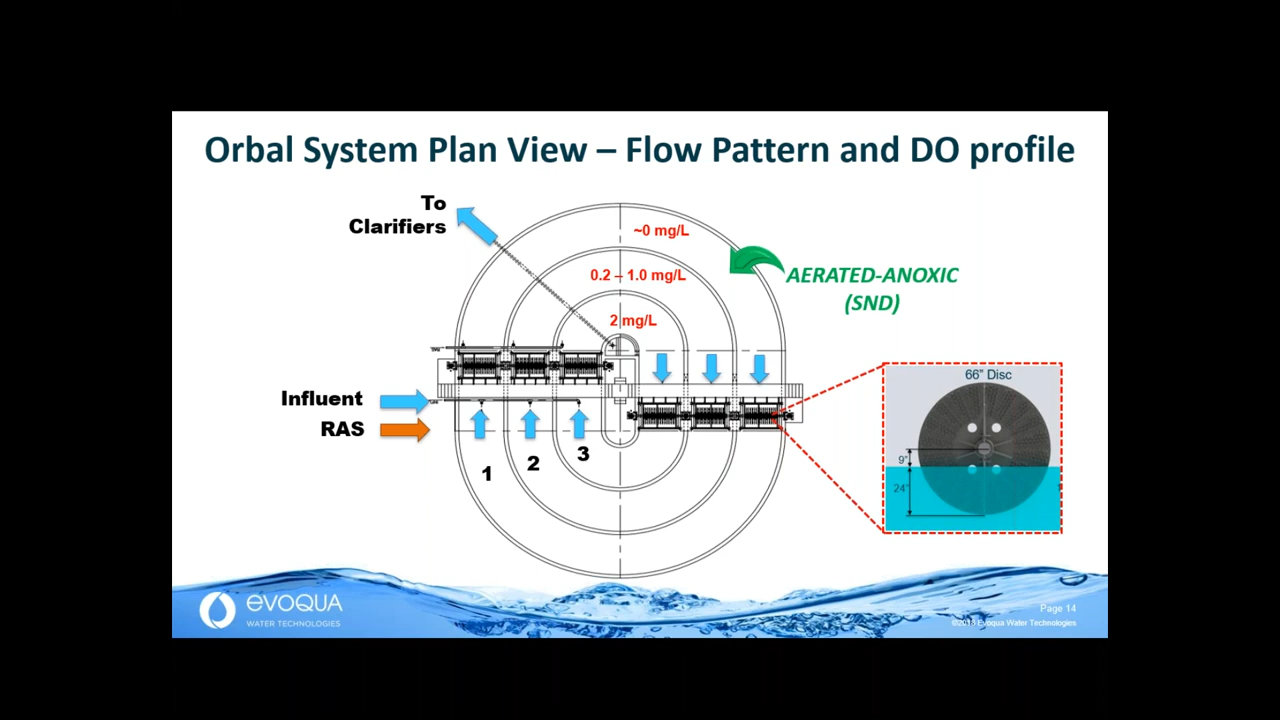 Orbal System Plan View – Flow Pattern and DO profile
To
Clarifiers
~0 mg/L
0.2 – 1.0 mg/L
2 mg/L
AERATED-ANOXIC
(SND)
Influent
RAS
1
2
3
66" Disc
9"
24"
evoqua
WATER TECHNOLOGIES
Page 14
©2018 Evoqua Water Technologies